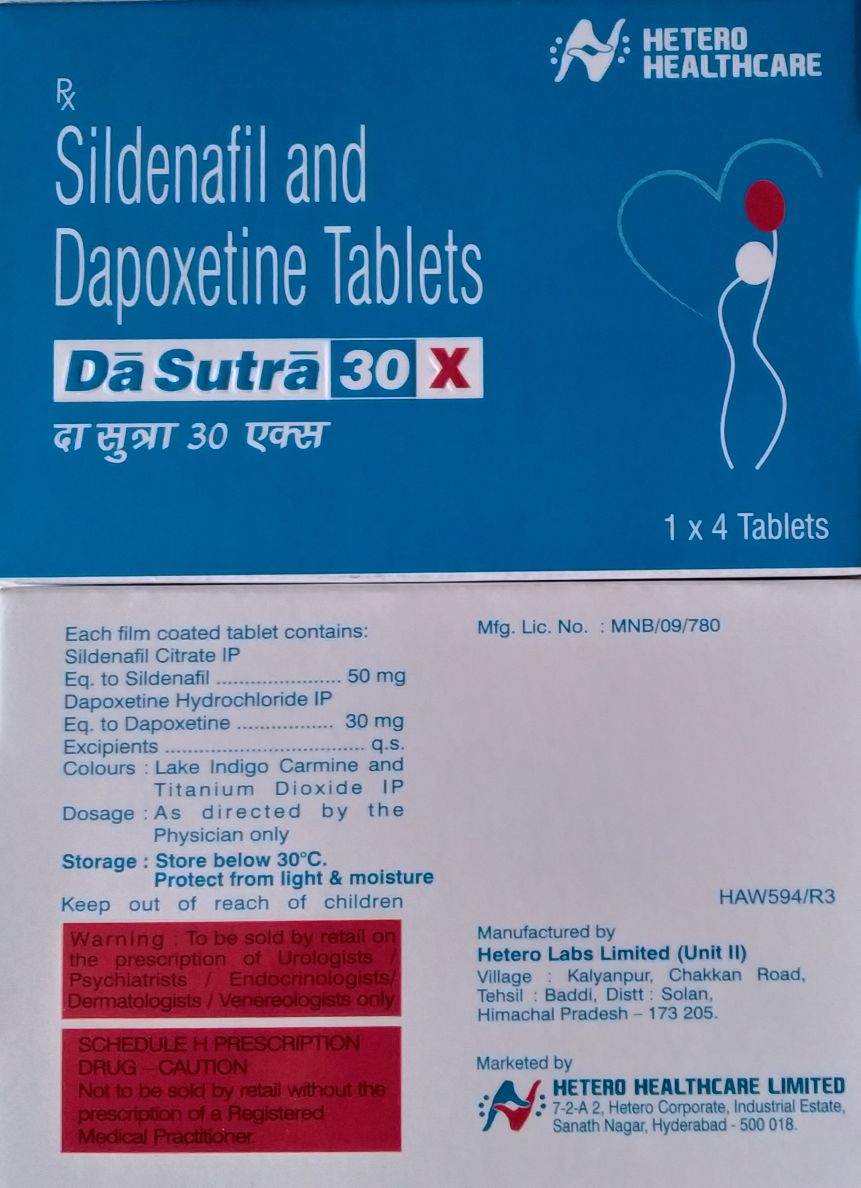 HETERO
HEALTHCARE
Rx
Sildenafil and
Dapoxetine Tablets
Dā Sutrā 30 X
दा सुत्रा 30 एक्स
1 x 4 Tablets
Each film coated tablet contains:
Sildenafil Citrate IP
Eq. to Sildenafil ...................... 50 mg
Dapoxetine Hydrochloride IP
Eq. to Dapoxetine ................. 30 mg
Excipients ................................... q.s.
Colours : Lake Indigo Carmine and
Titanium Dioxide IP
Dosage : As directed by the
Physician only
Storage : Store below 30°C.
Protect from light & moisture
Keep out of reach of children
Warning : To be sold by retail on
the prescription of Urologists /
Psychiatrists / Endocrinologists/
Dermatologists / Venereologists only
SCHEDULE H PRESCRIPTION
DRUG – CAUTION
Not to be sold by retail without the
prescription of a Registered
Medical Practitioner.
Mfg. Lic. No. : MNB/09/780
HAW594/R3
Manufactured by
Hetero Labs Limited (Unit II)
Village : Kalyanpur, Chakkan Road,
Tehsil : Baddi, Distt : Solan,
Himachal Pradesh – 173 205.
Marketed by
HETERO HEALTHCARE LIMITED
7-2-A 2, Hetero Corporate, Industrial Estate,
Sanath Nagar, Hyderabad - 500 018.